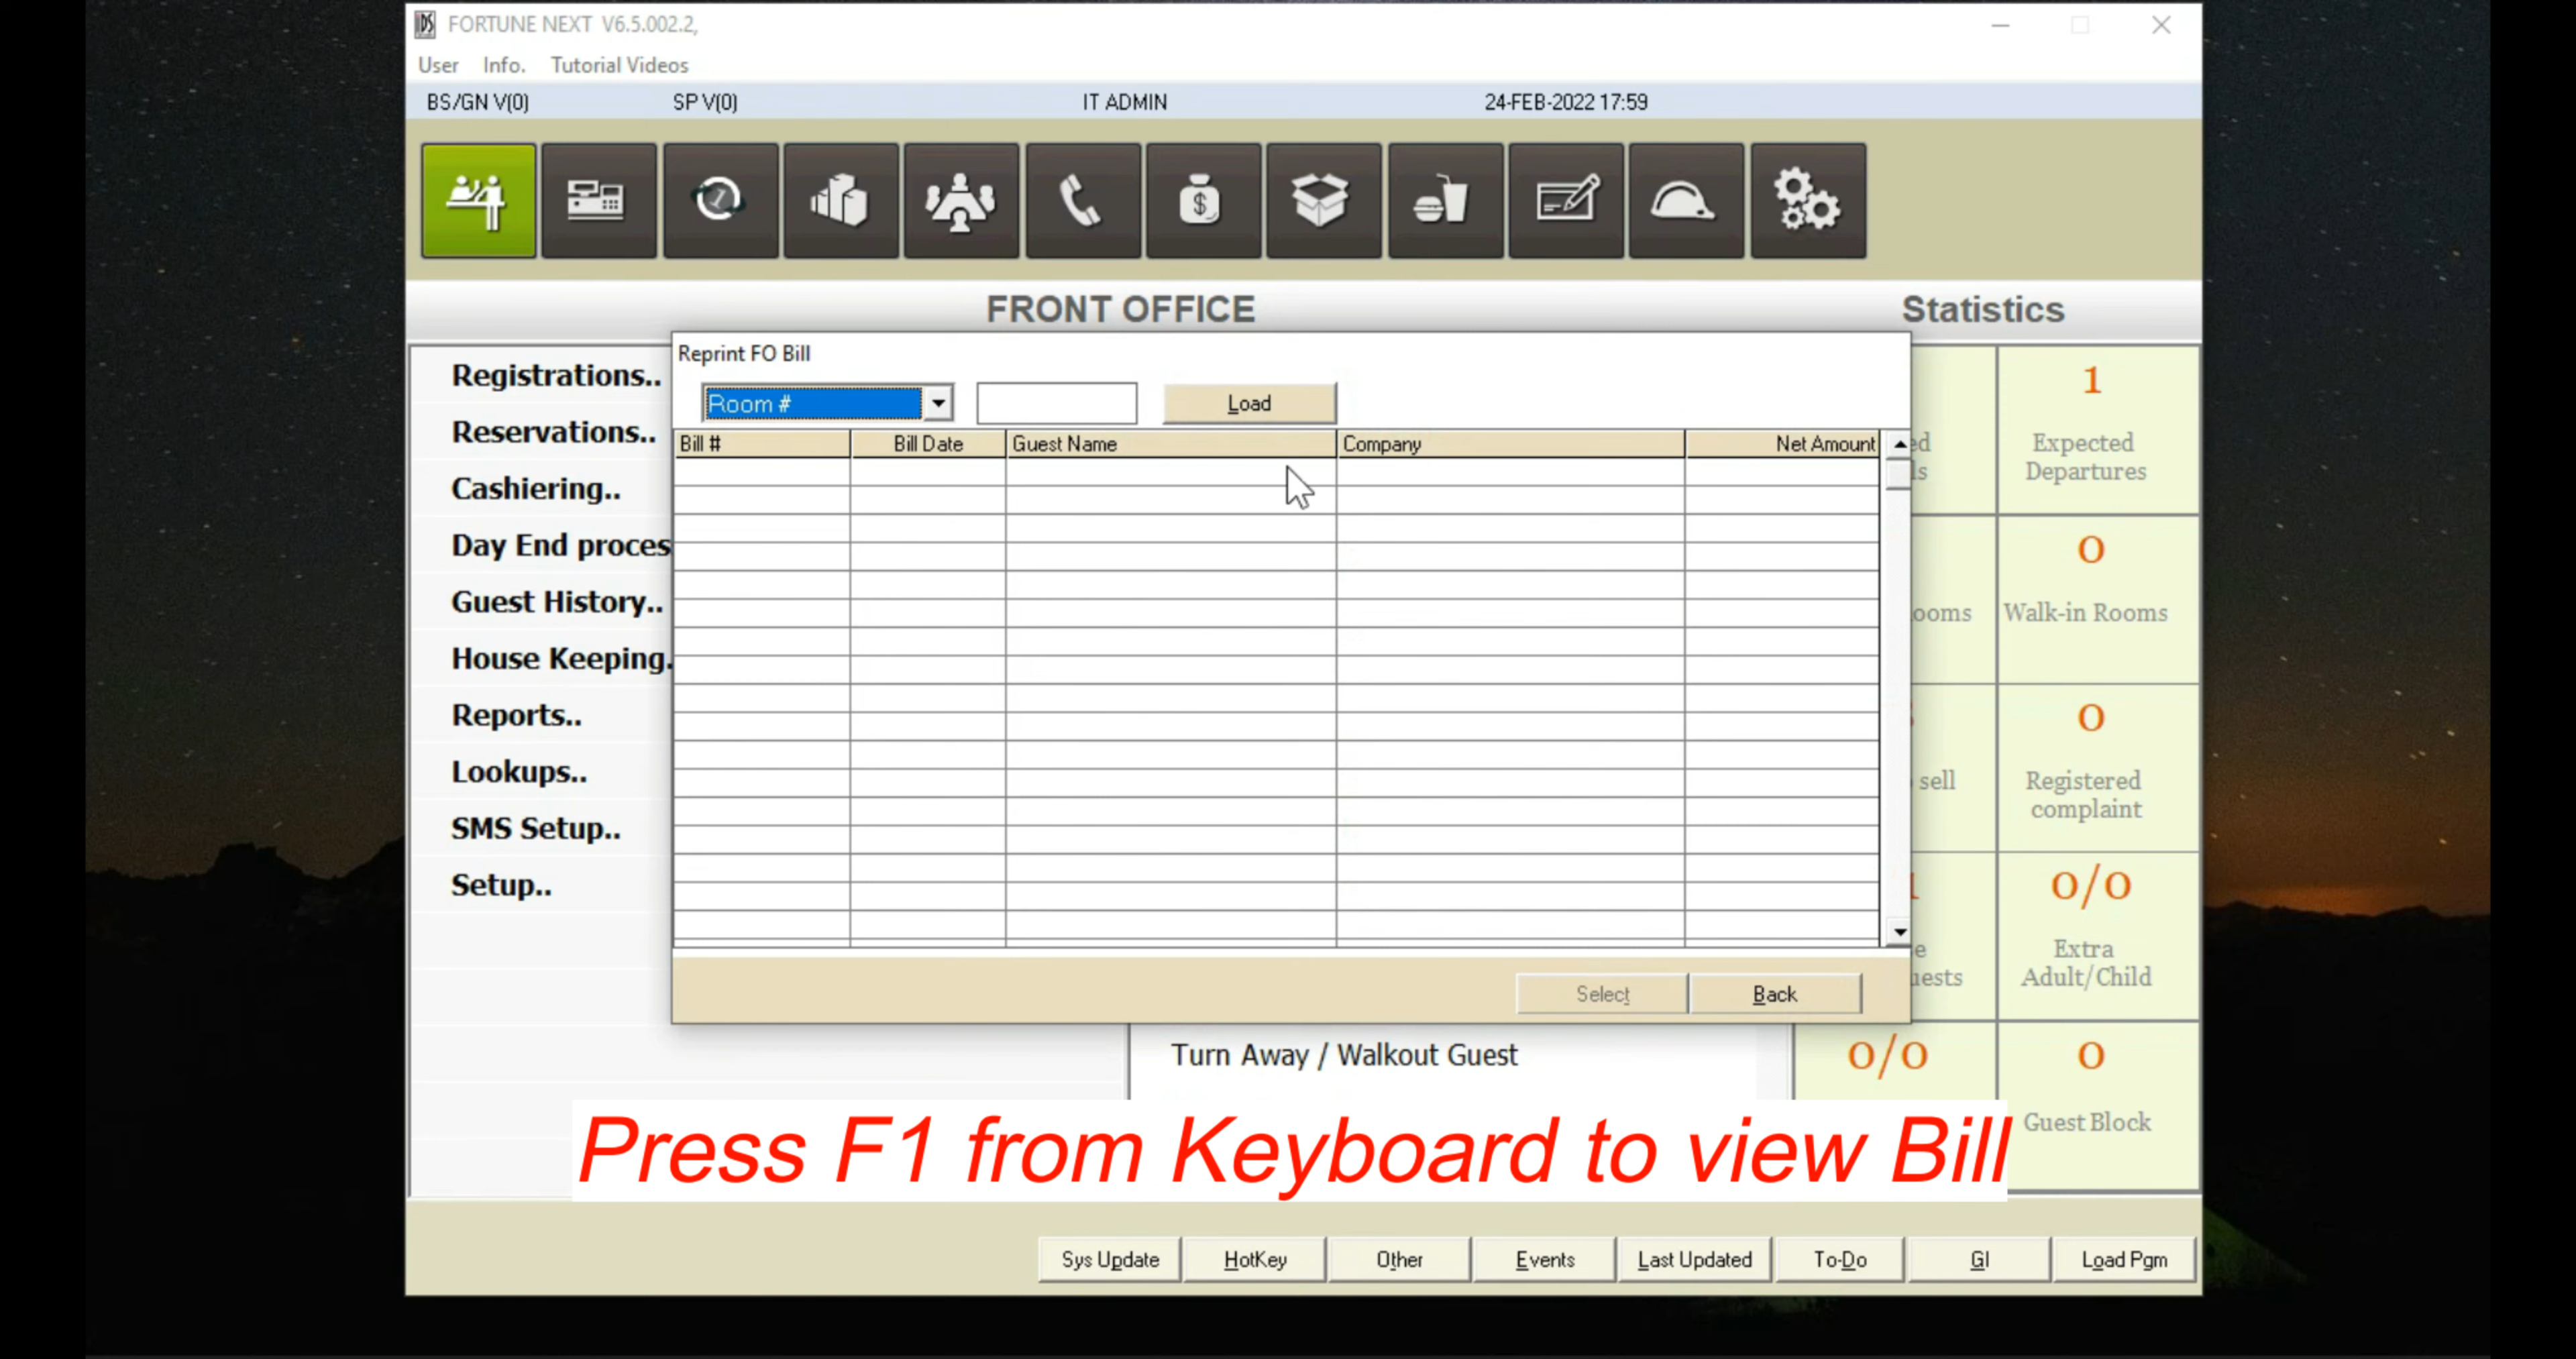 IDS FORTUNE NEXT V6.5.002.2,
User Info. Tutorial Videos
BS/GN V(0) SP V(0) IT ADMIN 24-FEB-2022 17:59
FRONT OFFICE Statistics
Reprint FO Bill
Room # Load
Bill # Bill Date Guest Name Company Net Amount
Registrations..
Reservations..
Cashiering..
Day End proces
Guest History..
House Keeping.
Reports..
Lookups..
SMS Setup..
Setup..
1
Expected
Departures
0
ooms Walk-in Rooms
0
sell Registered
complaint
0/0
Extra
Adult/Child
Select Back
Turn Away / Walkout Guest
0/0 0
Guest Block
Press F1 from Keyboard to view Bill
Sys Update HotKey Other Events Last Updated To-Do GI Load Pgm